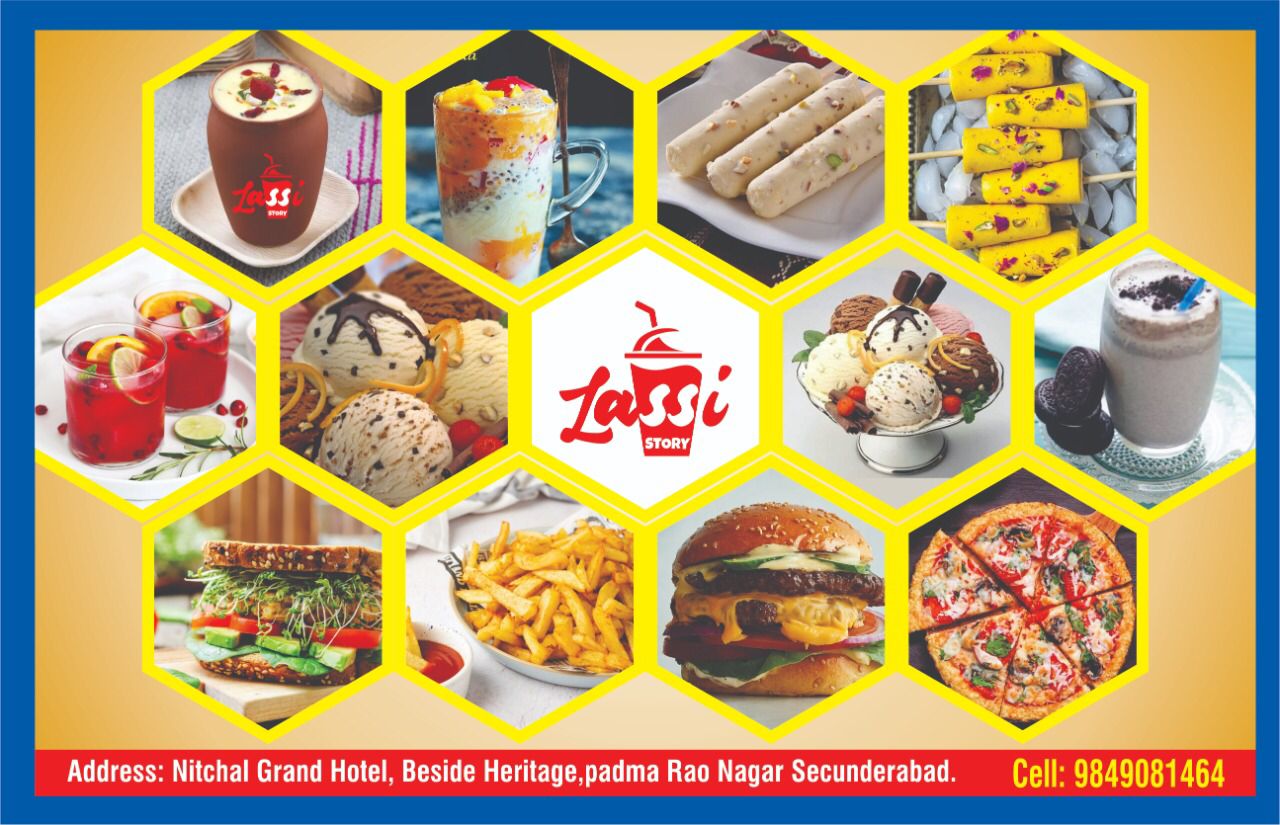 Lassi
STORY
Lassi
STORY
Address: Nitchal Grand Hotel, Beside Heritage,padma Rao Nagar Secunderabad.
Cell: 9849081464